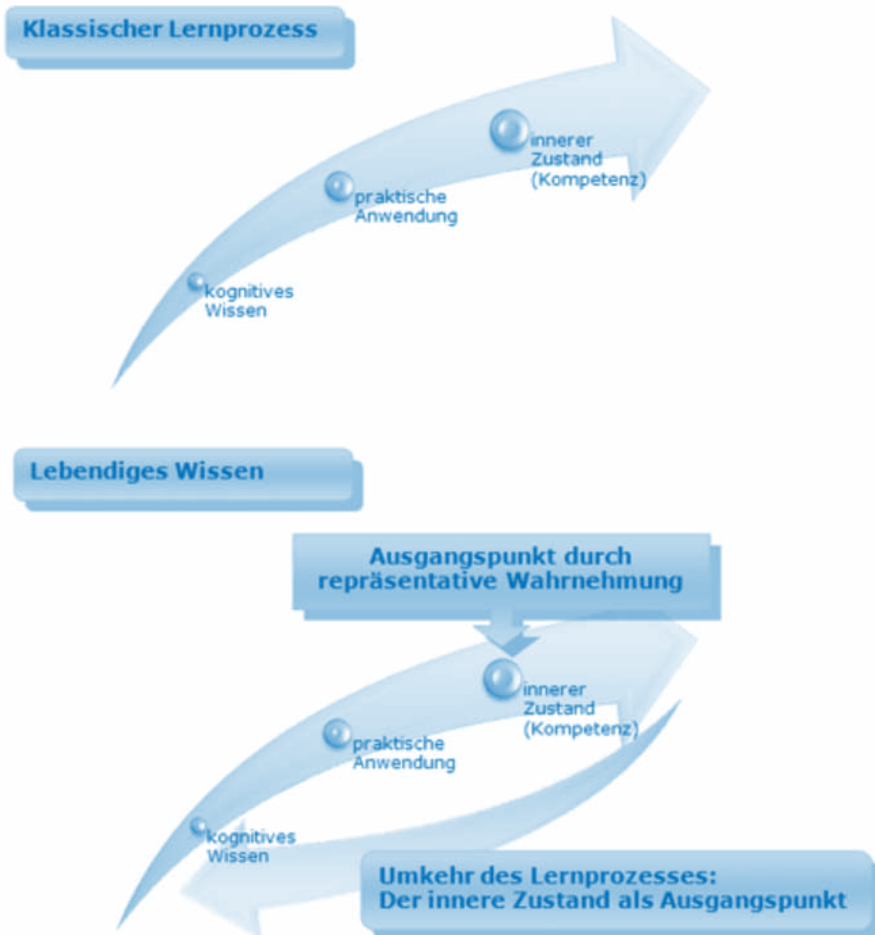 Klassischer Lernprozess
innerer
Zustand
(Kompetenz)
praktische
Anwendung
kognitives
Wissen
Lebendiges Wissen
Ausgangspunkt durch
repräsentative Wahrnehmung
innerer
Zustand
(Kompetenz)
praktische
Anwendung
kognitives
Wissen
Umkehr des Lernprozesses:
Der innere Zustand als Ausgangspunkt